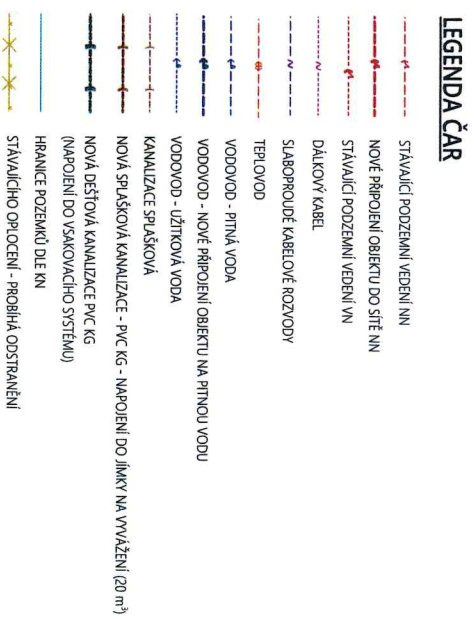 LEGENDA ČAR
STÁVAJÍCÍ PODZEMNÍ VEDENÍ NN
NOVÉ PŘIPOJENÍ OBJEKTU DO SÍTĚ NN
STÁVAJÍCÍ PODZEMNÍ VEDENÍ VN
DÁLKOVÝ KABEL
SLABOPROUDÉ KABELOVÉ ROZVODY
TEPLOVOD
VODOVOD - PITNÁ VODA
VODOVOD - NOVÉ PŘIPOJENÍ OBJEKTU NA PITNOU VODU
VODOVOD - UŽITKOVÁ VODA
KANALIZACE SPLAŠKOVÁ
NOVÁ SPLAŠKOVÁ KANALIZACE - PVC KG - NAPOJENÍ DO JÍMKY NA VYVÁŽENÍ (20 m³)
NOVÁ DEŠŤOVÁ KANALIZACE PVC KG
(NAPOJENÍ DO VSAKOVACÍHO SYSTÉMU)
HRANICE POZEMKŮ DLE KN
STÁVAJÍCÍHO OPLOCENÍ - PROBÍHÁ ODSTRANĚNÍ